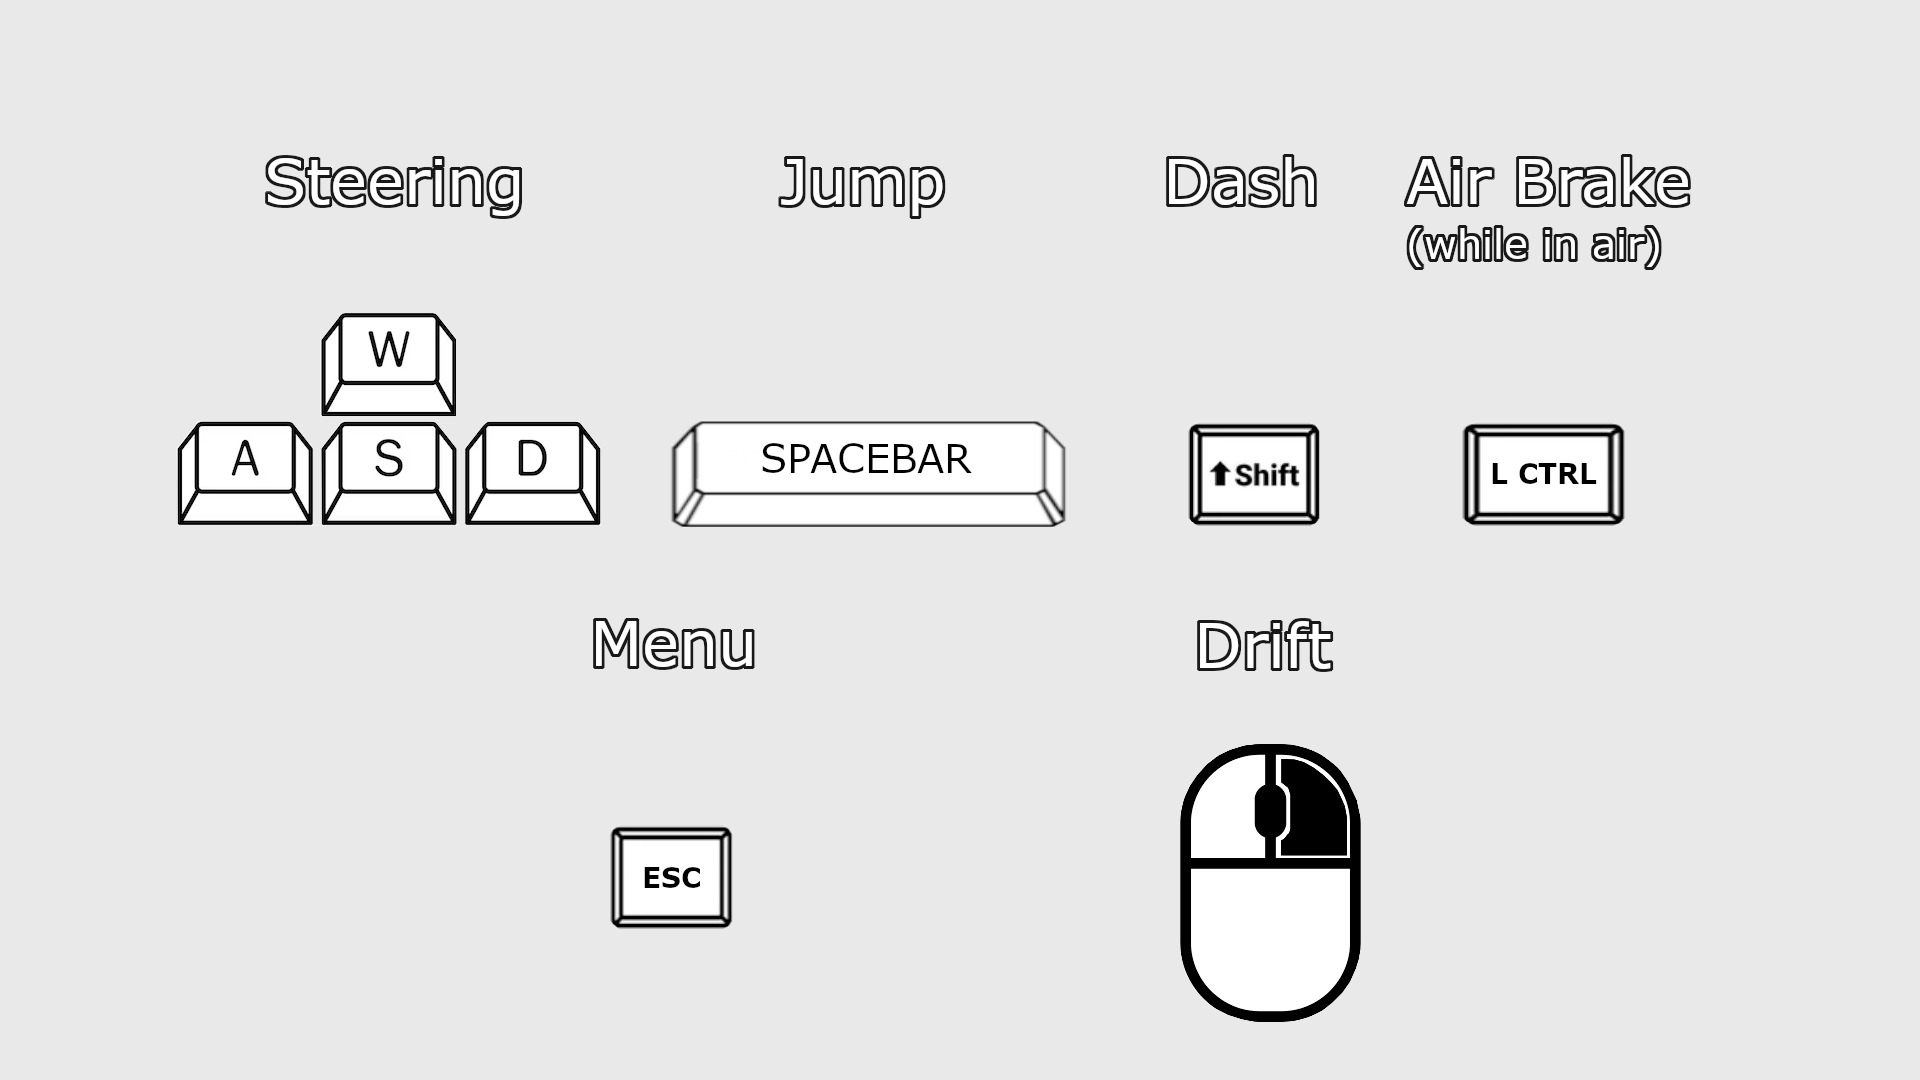 Steering
Jump
Dash
Air Brake
(while in air)
W
A S D
SPACEBAR
Shift
L CTRL
Menu
Drift
ESC